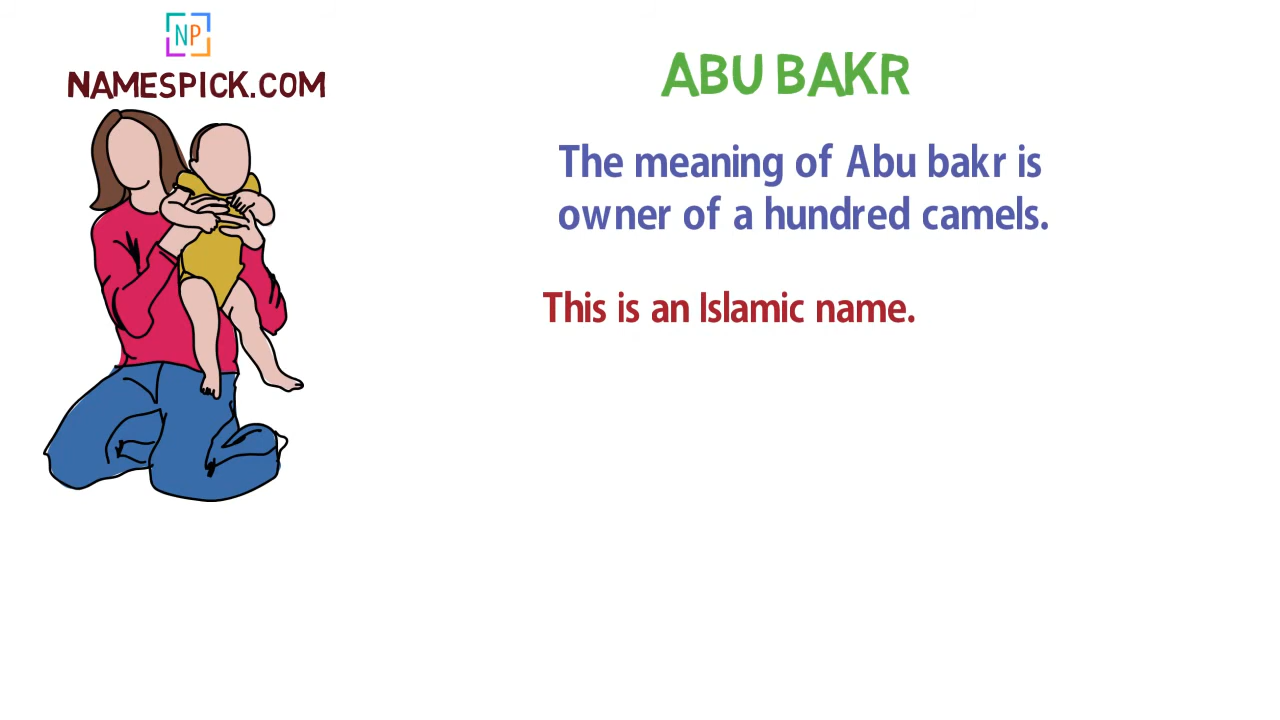 NP
NAMESPICK.COM
ABU BAKR
The meaning of Abu bakr is
owner of a hundred camels.
This is an Islamic name.